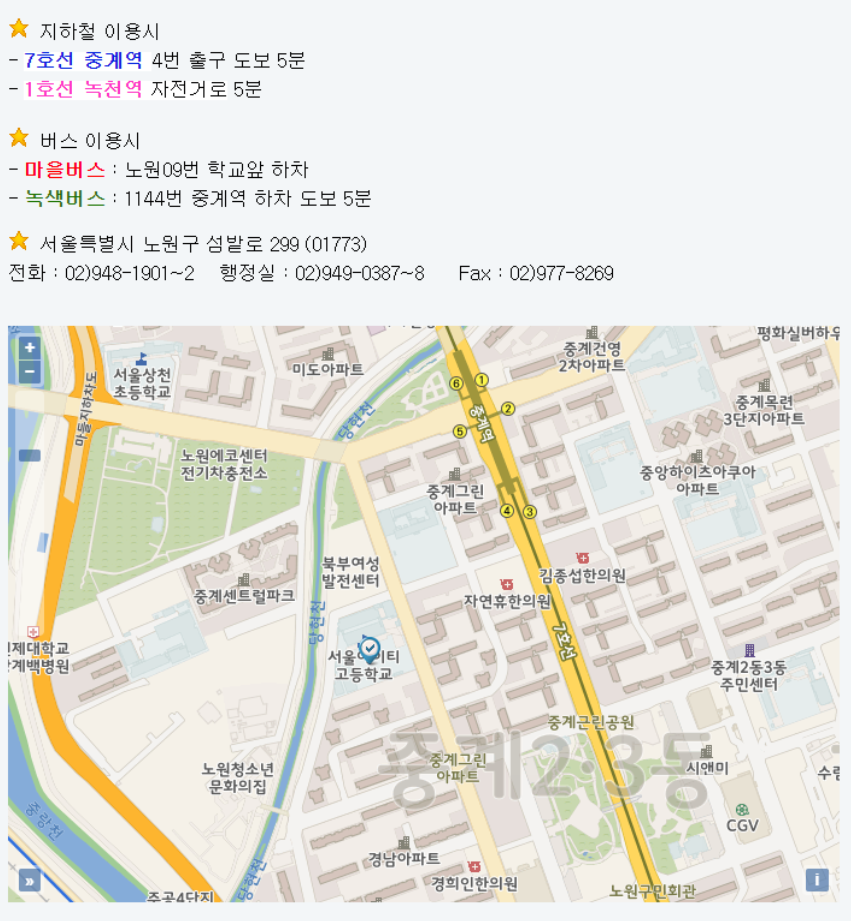 지하철 이용시
- 7호선 중계역 4번 출구 도보 5분
- 1호선 녹천역 자전거로 5분
버스 이용시
- 마을버스 : 노원09번 학교앞 하차
- 녹색버스 : 1144번 중계역 하차 도보 5분
서울특별시 노원구 섬밭로 299 (01773)
전화 : 02)948-1901~2 행정실 : 02)949-0387~8 Fax : 02)977-8269
+
−
평화실버하우
중계건영
2차아파트
서울상천
초등학교
미도아파트
마들지하차도
당현천
6
1
2
5
중계역
중계목련
3단지아파트
노원에코센터
전기차충전소
중계그린
아파트
중앙하이츠아쿠아
아파트
4
3
북부여성
발전센터
김종섭한의원
중계센트럴파크
자연휴한의원
당현천
7호선
제대학교
계백병원
서울 이티
고등학교
중계2동3동
주민센터
중계근린공원
중계2·3동
노원청소년
문화의집
중계그린
아파트
시앤미
수림
중랑천
CGV
경남아파트
»
경희인한의원
i
주공4단지
당현천
노원구민회관